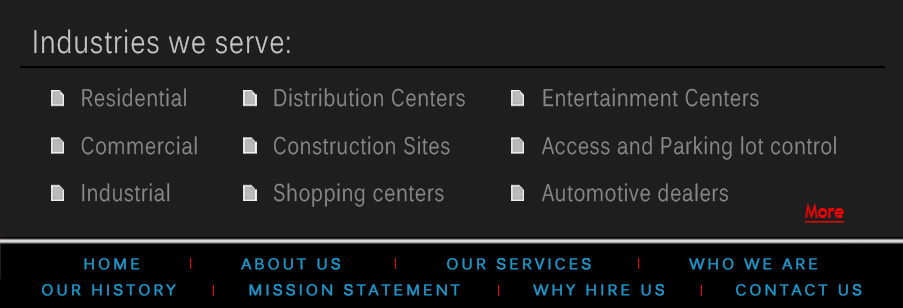 Industries we serve:
Residential Distribution Centers Entertainment Centers
Commercial Construction Sites Access and Parking lot control
Industrial Shopping centers Automotive dealers
More
HOME | ABOUT US | OUR SERVICES | WHO WE ARE
OUR HISTORY | MISSION STATEMENT | WHY HIRE US | CONTACT US